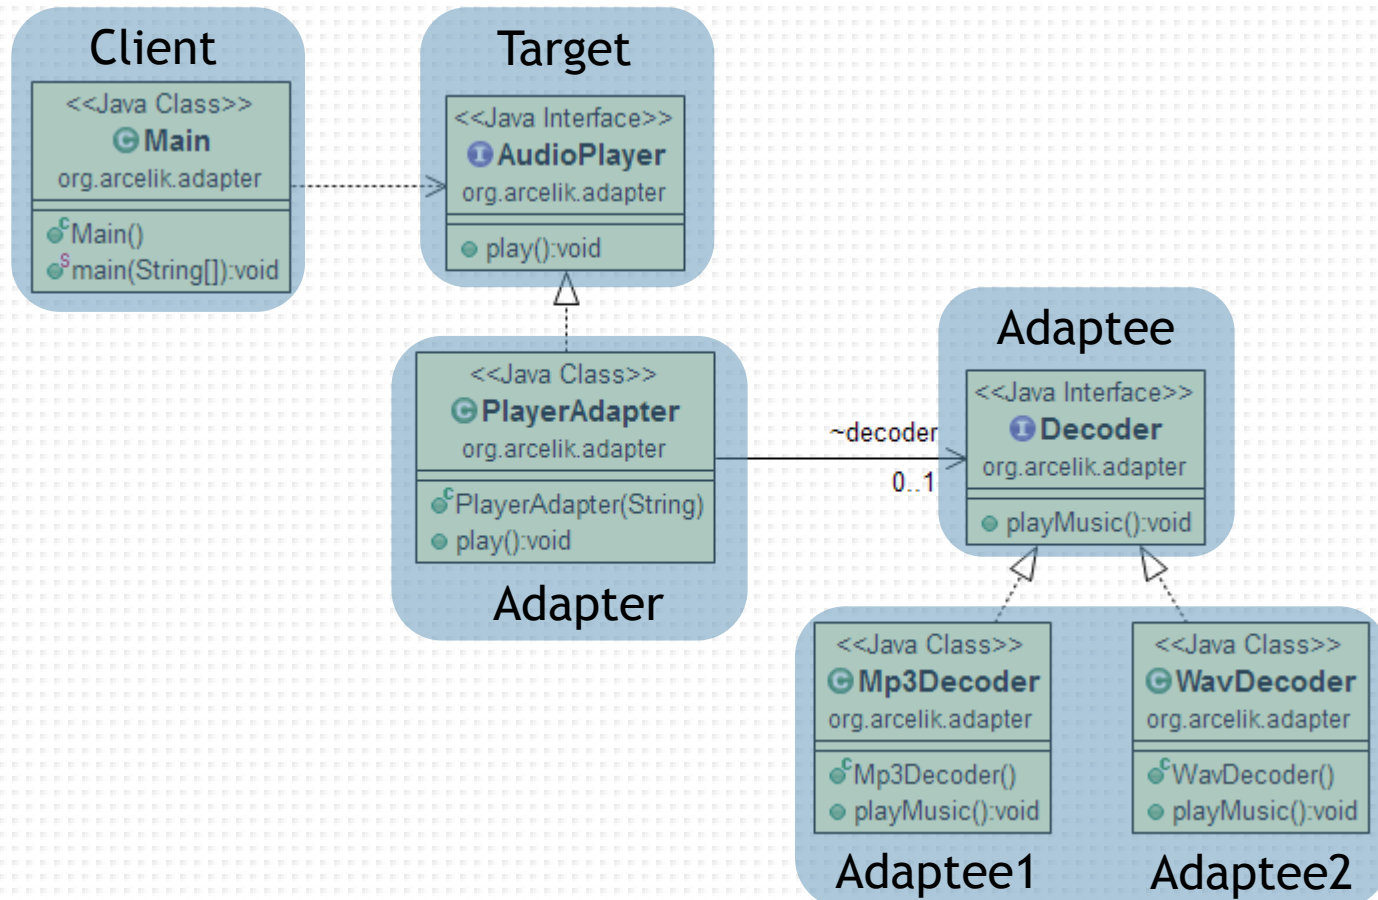 Client
<<Java Class>>
Main
org.arcelik.adapter
Main()
main(String[]):void
Target
<<Java Interface>>
AudioPlayer
org.arcelik.adapter
play():void
<<Java Class>>
PlayerAdapter
org.arcelik.adapter
PlayerAdapter(String)
play():void
Adapter
~decoder
0..1
Adaptee
<<Java Interface>>
Decoder
org.arcelik.adapter
playMusic():void
<<Java Class>>
Mp3Decoder
org.arcelik.adapter
Mp3Decoder()
playMusic():void
Adaptee1
<<Java Class>>
WavDecoder
org.arcelik.adapter
WavDecoder()
playMusic():void
Adaptee2